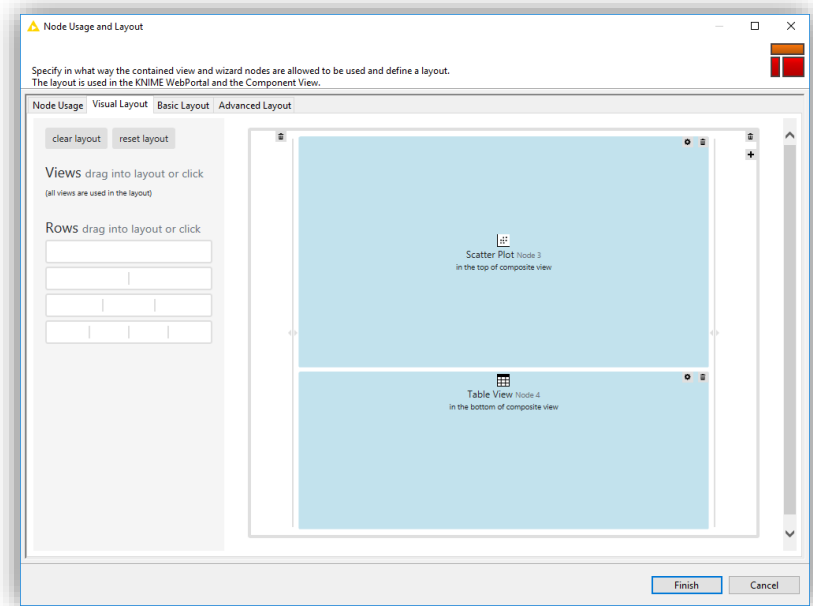 Node Usage and Layout
Specify in what way the contained view and wizard nodes are allowed to be used and define a layout.
The layout is used in the KNIME WebPortal and the Component View.
Node Usage Visual Layout Basic Layout Advanced Layout
clear layout reset layout
Views drag into layout or click
(all views are used in the layout)
Rows drag into layout or click
Scatter Plot Node 3
in the top of composite view
Table View Node 4
in the bottom of composite view
Finish Cancel